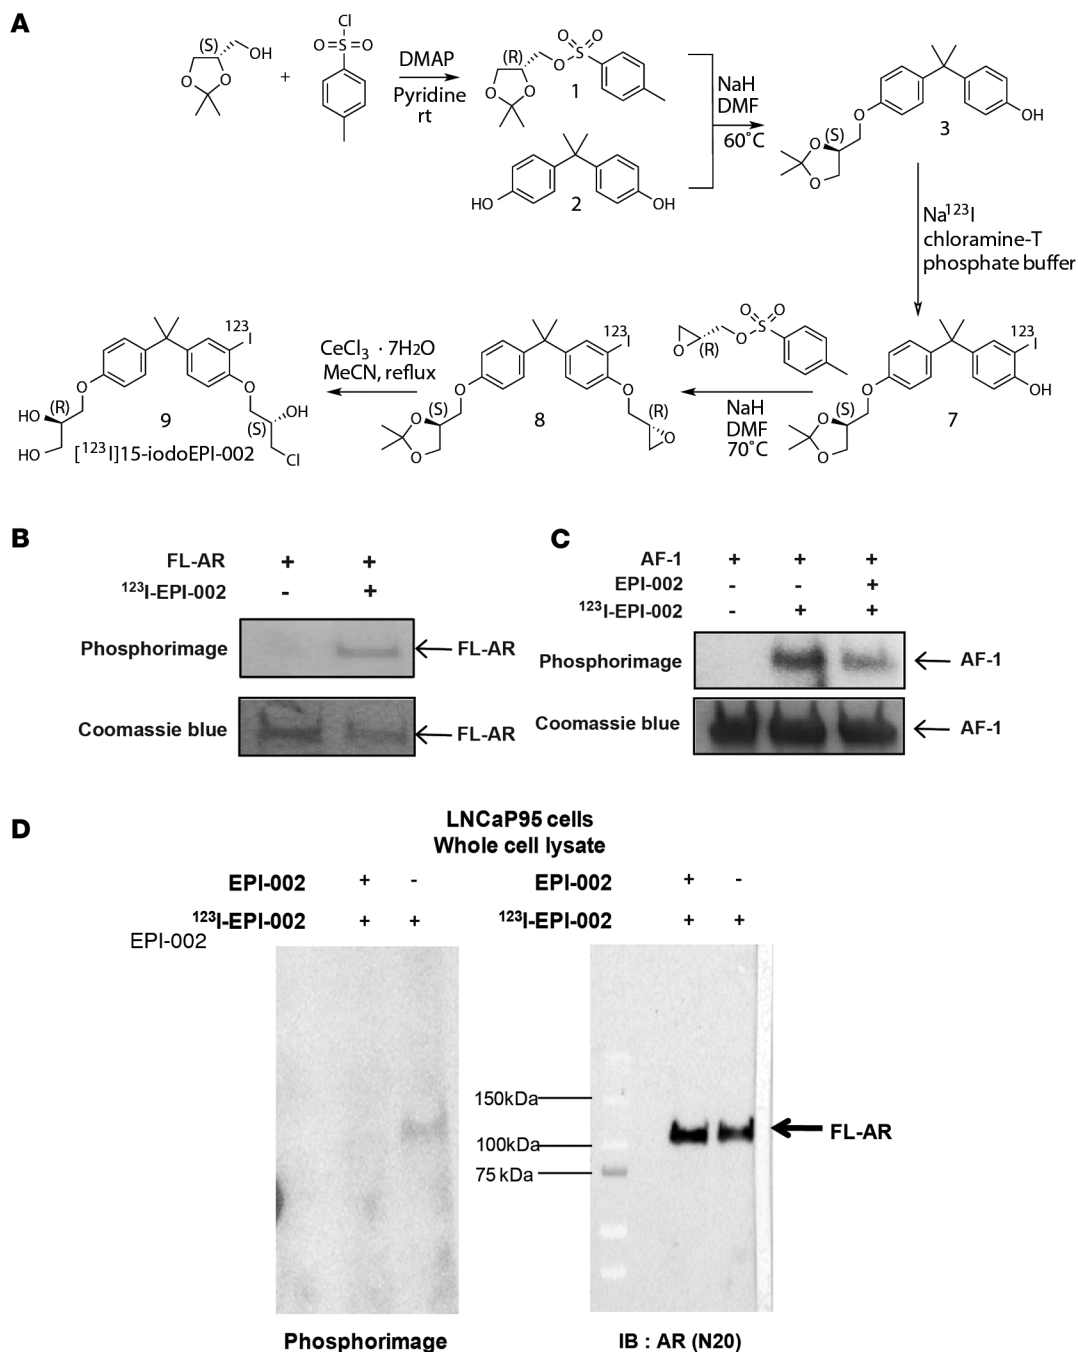 A
(S)
OH
O
O
+
Cl
O=S=O
DMAP
Pyridine
rt
(R)
O
O
O
O
S
O
1
HO
OH
2
NaH
DMF
60°C
O
(S)
O
O
OH
3
Na123I
chloramine-T
phosphate buffer
123
I
O
OH
(S)
O
O
7
O
(R)
O
O
S
O
NaH
DMF
70°C
123
I
O
O
(S)
O
O
(R)
O
8
CeCl3 · 7H2O
MeCN, reflux
123
I
O
O
HO
(R)
HO
OH
(S)
Cl
9
[123I]15-iodoEPI-002
B
FL-AR + +
123I-EPI-002 - +
Phosphorimage FL-AR
Coomassie blue FL-AR
C
AF-1 + + +
EPI-002 - - +
123I-EPI-002 - + +
Phosphorimage AF-1
Coomassie blue AF-1
D
LNCaP95 cells
Whole cell lysate
EPI-002 + -
123I-EPI-002 + +
EPI-002
Phosphorimage
EPI-002 + -
123I-EPI-002 + +
150kDa
100kDa
75 kDa
FL-AR
IB : AR (N20)